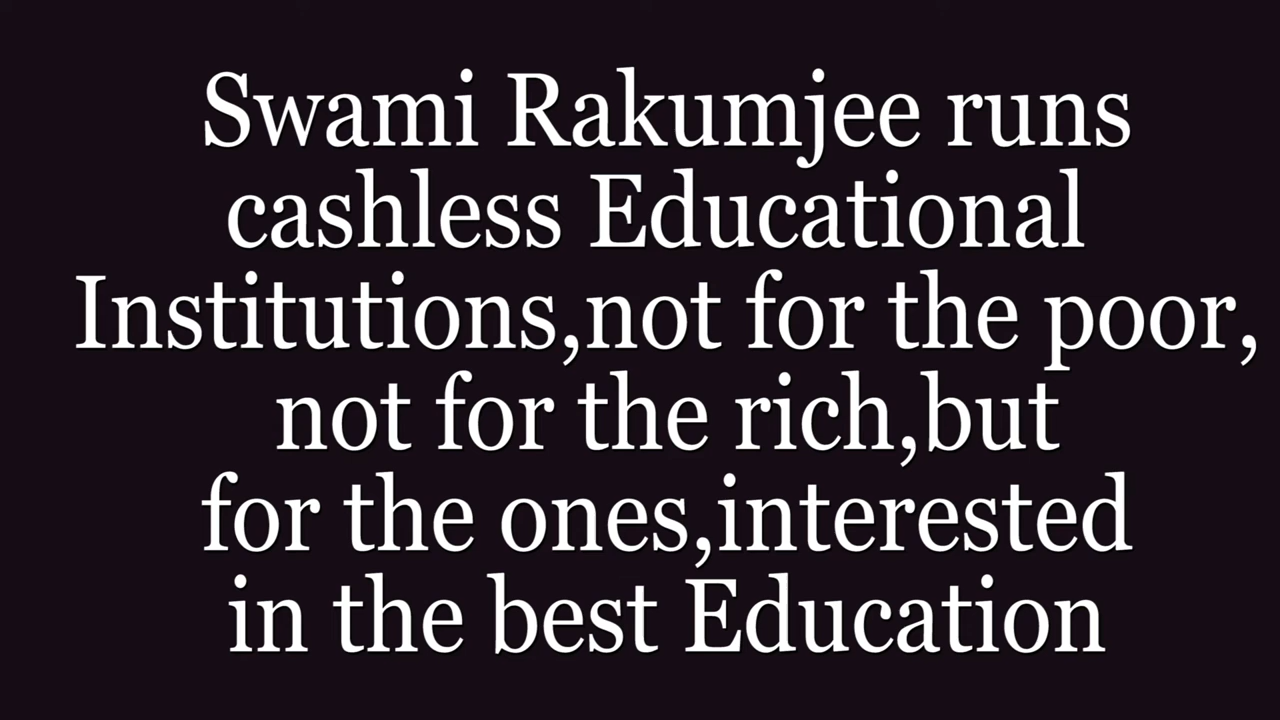 Swami Rakumjee runs
cashless Educational
Institutions,not for the poor,
not for the rich,but
for the ones,interested
in the best Education